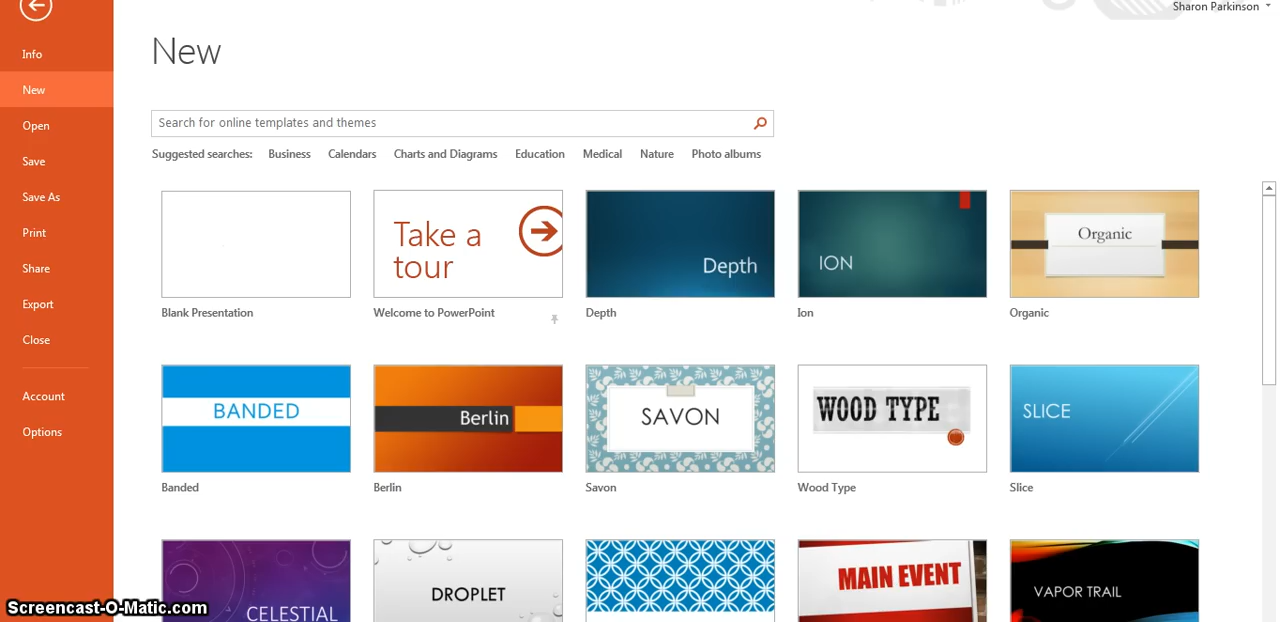 Sharon Parkinson
Info
New
Open
Save
Save As
Print
Share
Export
Close
Account
Options
New
Search for online templates and themes
Suggested searches: Business Calendars Charts and Diagrams Education Medical Nature Photo albums
Take a
tour
Depth
ION
Organic
Blank Presentation
Welcome to PowerPoint
Depth
Ion
Organic
BANDED
Berlin
SAVON
WOOD TYPE
SLICE
Banded
Berlin
Savon
Wood Type
Slice
CELESTIAL
DROPLET
MAIN EVENT
VAPOR TRAIL
Screencast-O-Matic.com